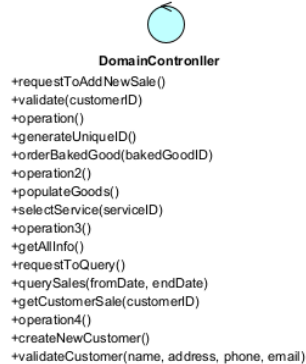 DomainContronller
+requestToAddNewSale()
+validate(customerID)
+operation()
+generateUniqueID()
+orderBakedGood(bakedGoodID)
+operation2()
+populateGoods()
+selectService(serviceID)
+operation3()
+getAllInfo()
+requestToQuery()
+querySales(fromDate, endDate)
+getCustomerSale(customerID)
+operation4()
+createNewCustomer()
+validateCustomer(name, address, phone, email)